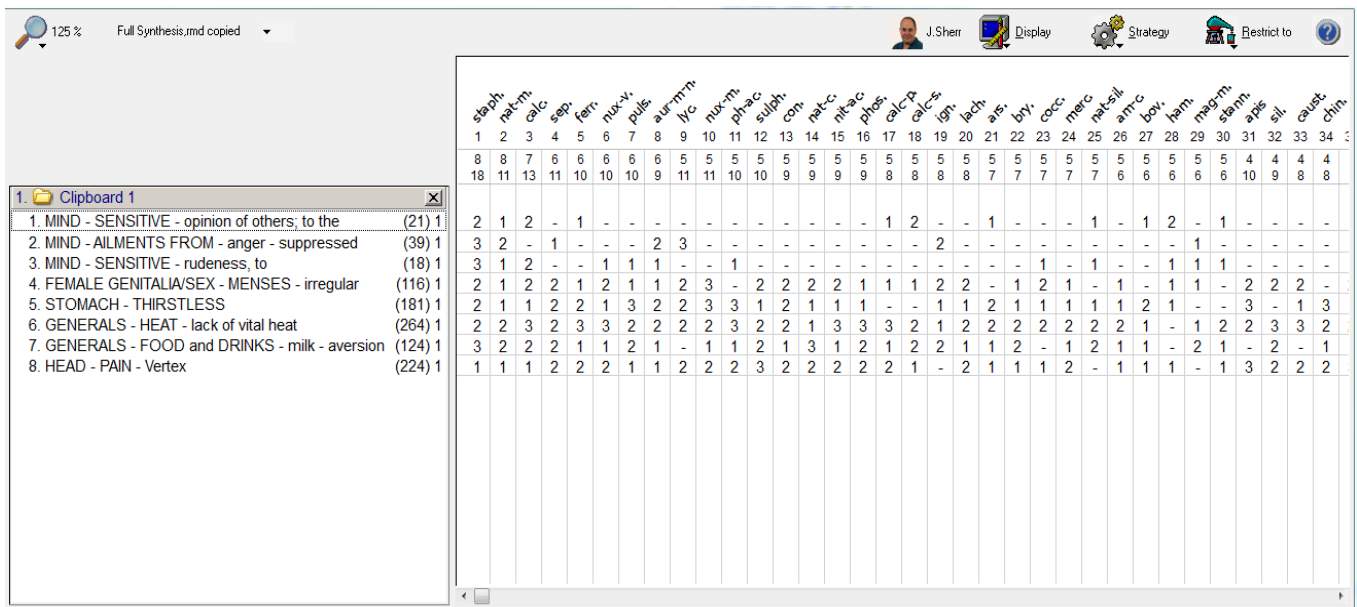 125 % Full Synthesis,rmd copied J.Sherr Display Strategy Restrict to ?
staph. nat-m. calc. sep. ferr. nux-v. puls. aur-m-n. lyc. nux-m. ph-ac. sulph. con. nat-c. nit-ac. phos. calc-p. calc-s. ign. lach. ars. bry. cocc. merc. nat-sil. am-c. bov. ham. mag-m. stann. apis sil. caust. chin.
1 2 3 4 5 6 7 8 9 10 11 12 13 14 15 16 17 18 19 20 21 22 23 24 25 26 27 28 29 30 31 32 33 34
8 8 7 6 6 6 6 6 5 5 5 5 5 5 5 5 5 5 5 5 5 5 5 5 5 5 5 5 5 5 4 4 4 4
18 11 13 11 10 10 10 9 11 11 10 10 9 9 9 9 8 8 8 8 7 7 7 7 7 6 6 6 6 6 10 9 8 8
1. Clipboard 1
1. MIND - SENSITIVE - opinion of others; to the (21) 1 2 1 2 - 1 - - - - - - - - - - - 1 2 - - 1 - - - 1 - 1 2 - 1 - - - -
2. MIND - AILMENTS FROM - anger - suppressed (39) 1 3 2 - 1 - - - 2 3 - - - - - - - - - 2 - - - - - - - - - 1 - - - - -
3. MIND - SENSITIVE - rudeness, to (18) 1 3 1 2 - - 1 1 1 - - 1 - - - - - - - - - - - 1 - 1 - - 1 1 1 - - - -
4. FEMALE GENITALIA/SEX - MENSES - irregular (116) 1 2 1 2 2 1 2 1 1 2 3 - 2 2 2 2 1 1 1 2 2 - 1 2 1 - 1 - 1 1 - 2 2 2 -
5. STOMACH - THIRSTLESS (181) 1 2 1 1 2 2 1 3 2 2 3 3 1 2 1 1 1 - - 1 1 2 1 1 1 1 1 2 1 - - 3 - 1 3
6. GENERALS - HEAT - lack of vital heat (264) 1 2 2 3 2 3 3 2 2 2 2 3 2 2 1 3 3 3 2 1 2 2 2 2 2 2 2 1 - 1 2 2 3 3 2
7. GENERALS - FOOD and DRINKS - milk - aversion (124) 1 3 2 2 2 1 1 2 1 - 1 1 2 1 3 1 2 1 2 2 1 1 2 - 1 2 1 1 - 2 1 - 2 - 1
8. HEAD - PAIN - Vertex (224) 1 1 1 1 2 2 2 1 1 2 2 2 3 2 2 2 2 2 1 - 2 1 1 1 2 - 1 1 1 - 1 3 2 2 2